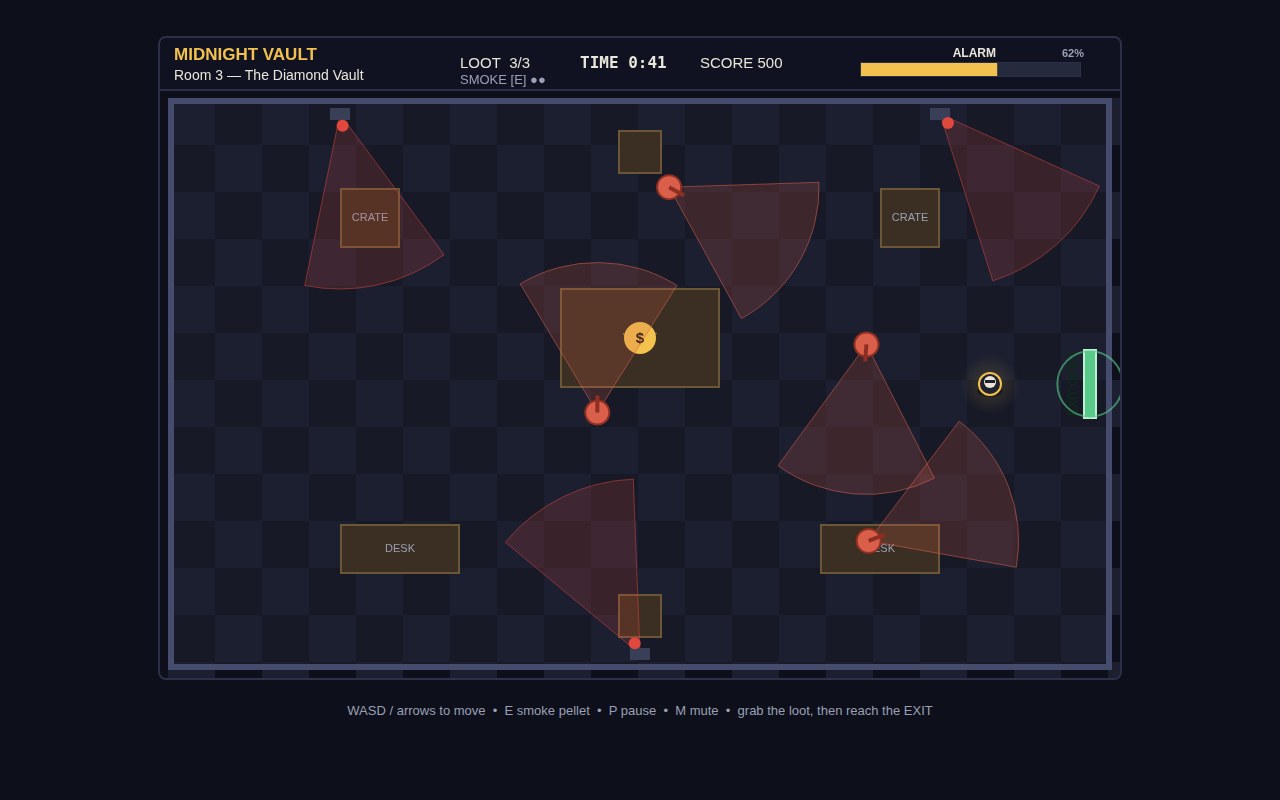 MIDNIGHT VAULT
Room 3 — The Diamond Vault
LOOT 3/3
SMOKE [E] ●●
TIME 0:41
SCORE 500
ALARM 62%
CRATE
CRATE
$
DESK
ESK
WASD / arrows to move • E smoke pellet • P pause • M mute • grab the loot, then reach the EXIT